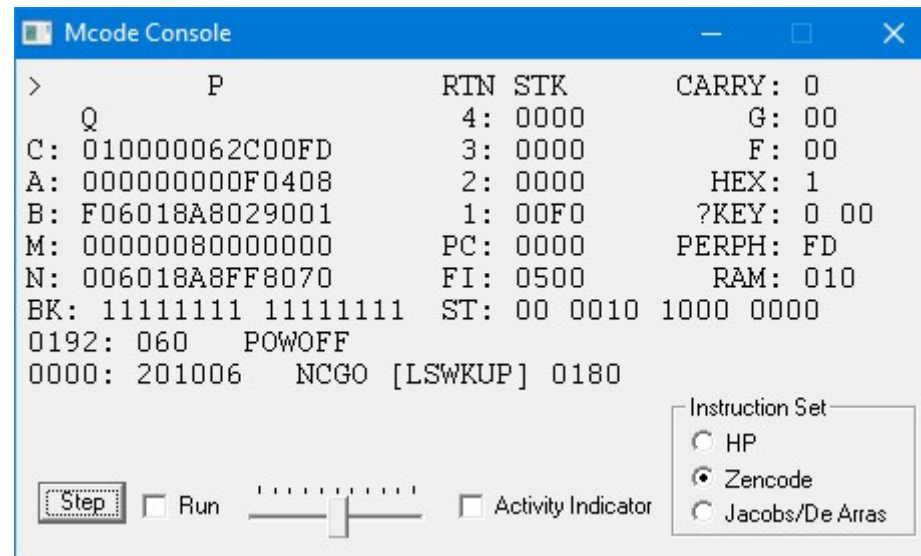 Mcode Console
> P RTN STK CARRY: 0
Q 4: 0000 G: 00
C: 010000062C00FD 3: 0000 F: 00
A: 000000000F0408 2: 0000 HEX: 1
B: F06018A8029001 1: 00F0 ?KEY: 0 00
M: 00000080000000 PC: 0000 PERPH: FD
N: 006018A8FF8070 FI: 0500 RAM: 010
BK: 11111111 11111111 ST: 00 0010 1000 0000
0192: 060 POWOFF
0000: 201006 NCGO [LSWKUP] 0180
Instruction Set
HP
Zencode
Jacobs/De Arras
Step Run Activity Indicator